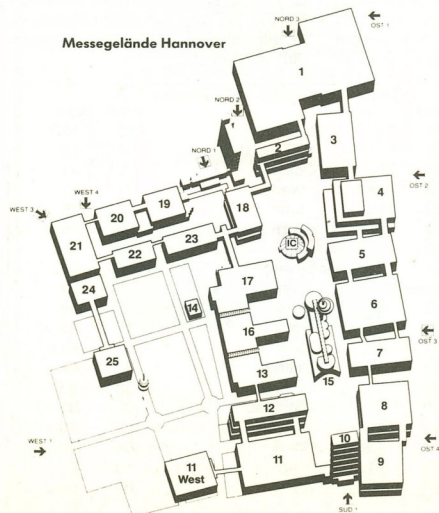 NORD 3
OST 1
Messegelände Hannover
1
NORD 2
NORD 1
2
3
WEST 4
WEST 3
20
19
18
4
OST 2
21
22
23
IC
5
24
17
14
6
16
OST 3
25
13
7
15
12
8
WEST 1
10
OST 4
11
West
11
9
SÜD 1